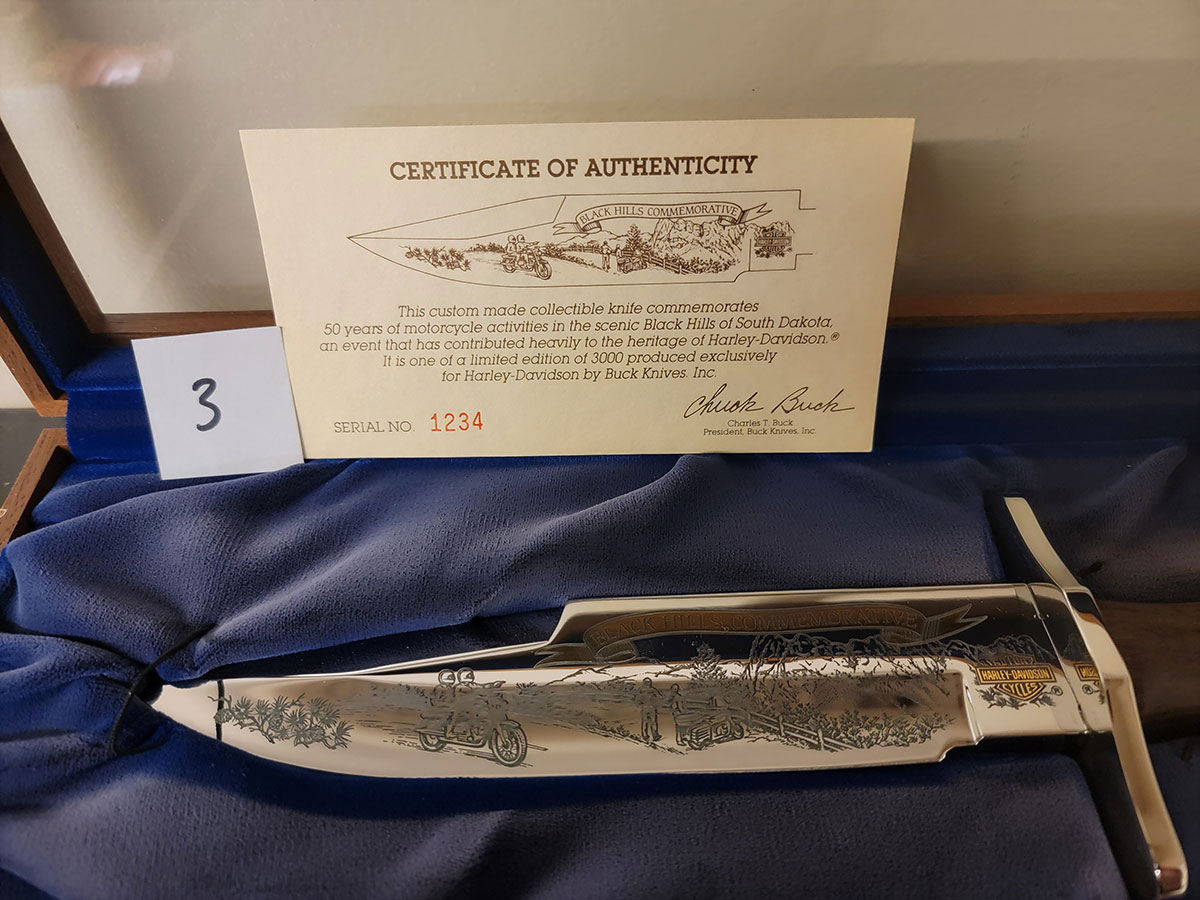 CERTIFICATE OF AUTHENTICITY
BLACK HILLS COMMEMORATIVE
HARLEY-DAVIDSON
This custom made collectible knife commemorates
50 years of motorcycle activities in the scenic Black Hills of South Dakota,
an event that has contributed heavily to the heritage of Harley-Davidson.®
It is one of a limited edition of 3000 produced exclusively
for Harley-Davidson by Buck Knives, Inc.
Chuck Buck
SERIAL NO. 1234
Charles T. Buck
President, Buck Knives, Inc.
3
BLACK HILLS COMMEMORATIVE
HARLEY-DAVIDSON
CYCLES
®
®